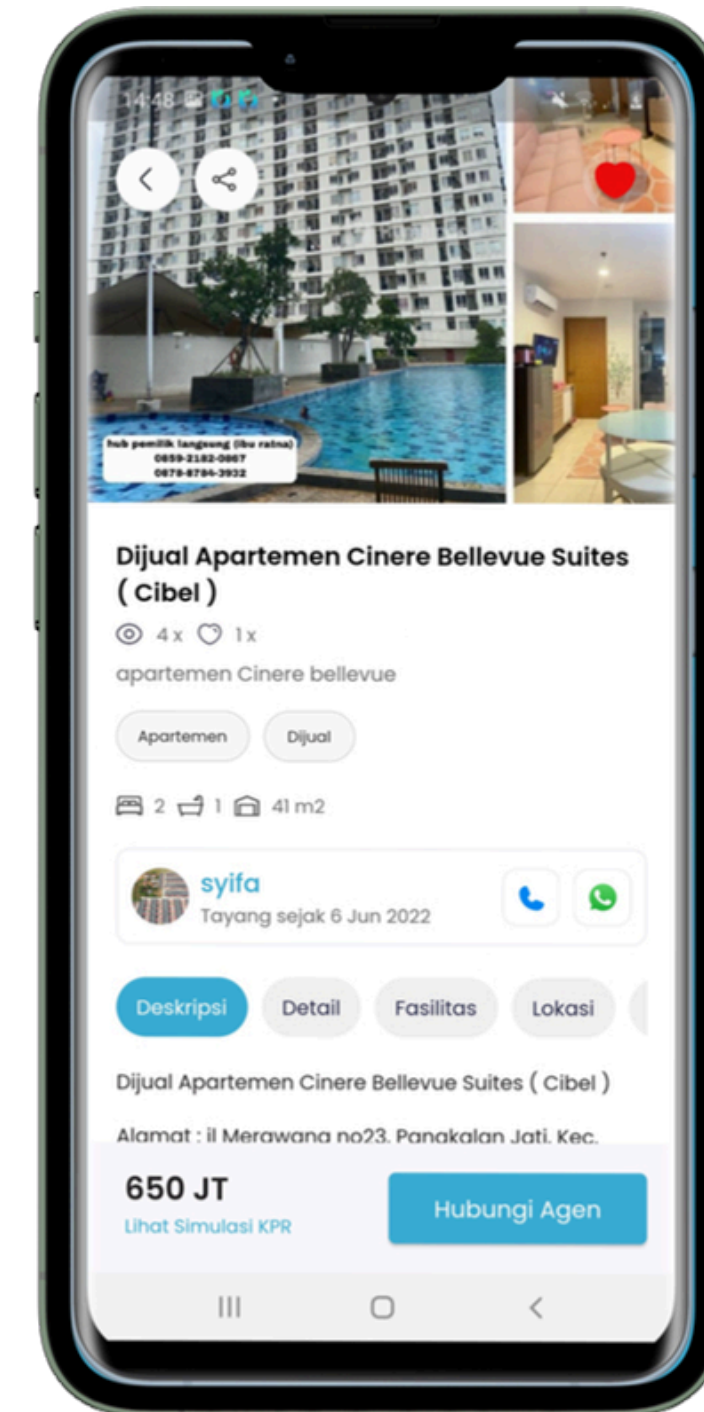 14:48
hub pemilik langsung (ibu ratna)
0859-2182-0867
0878-8784-3932
Dijual Apartemen Cinere Bellevue Suites
( Cibel )
4 x 1 x
apartemen Cinere bellevue
Apartemen Dijual
2 1 41 m2
syifa
Tayang sejak 6 Jun 2022
Deskripsi Detail Fasilitas Lokasi
Dijual Apartemen Cinere Bellevue Suites ( Cibel )
Alamat : jl Merawana no23, Pangkalan Jati, Kec.
650 JT
Lihat Simulasi KPR
Hubungi Agen